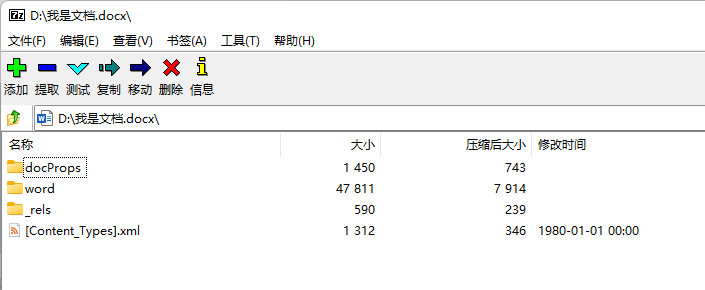 D:\我是文档.docx\
文件(F) 编辑(E) 查看(V) 书签(A) 工具(T) 帮助(H)
添加 提取 测试 复制 移动 删除 信息
D:\我是文档.docx\
名称 大小 压缩后大小 修改时间
docProps 1 450 743
word 47 811 7 914
_rels 590 239
[Content_Types].xml 1 312 346 1980-01-01 00:00